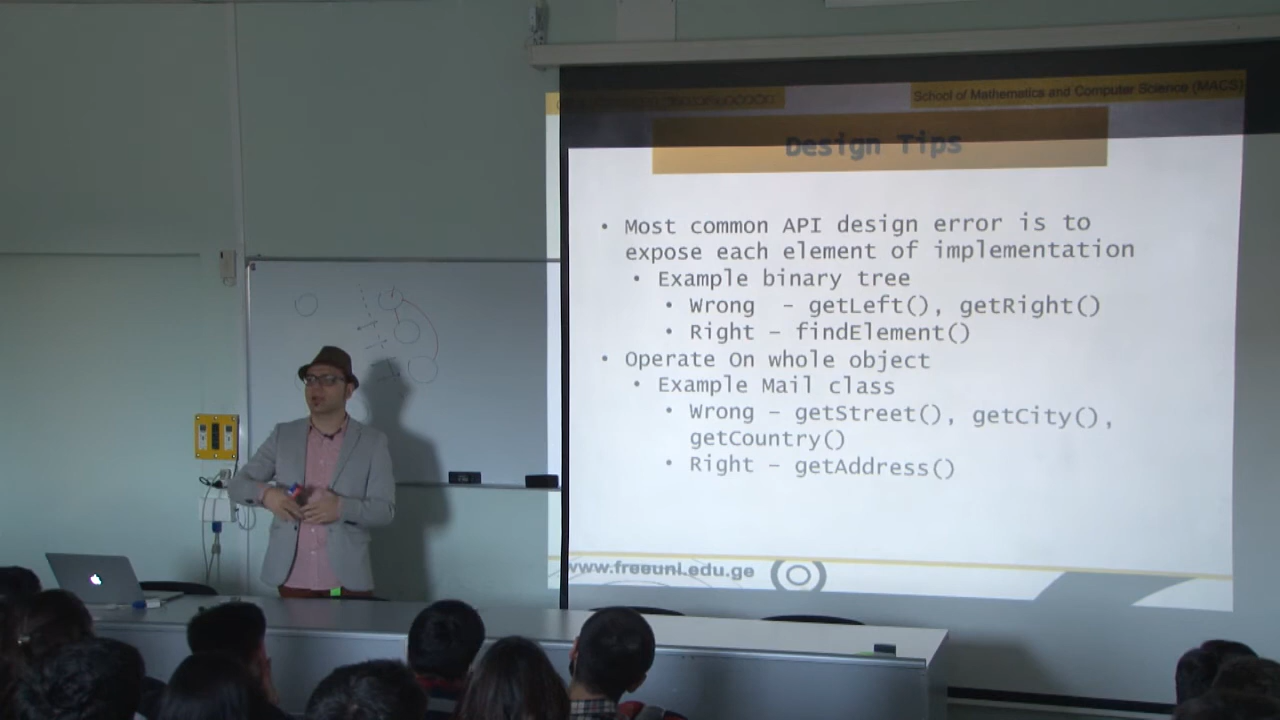 School of Mathematics and Computer Science (MACS)
Design Tips
• Most common API design error is to
expose each element of implementation
• Example binary tree
• Wrong – getLeft(), getRight()
• Right – findElement()
• Operate On whole object
• Example Mail class
• Wrong – getStreet(), getCity(),
getCountry()
• Right – getAddress()
www.freeuni.edu.ge